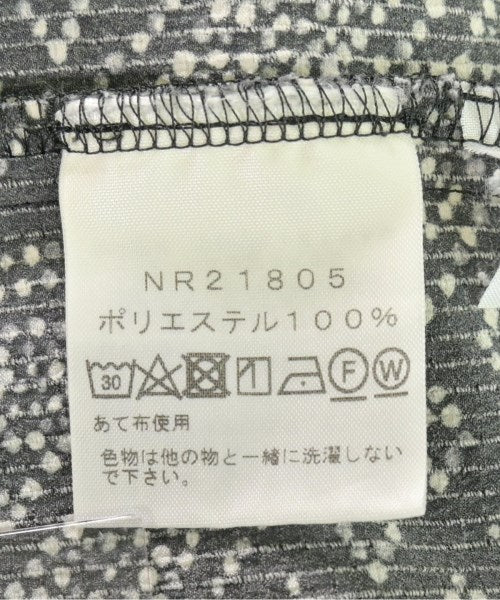 NR21805
ポリエステル100%
30 F W
あて布使用
色物は他の物と一緒に洗濯しない
で下さい。